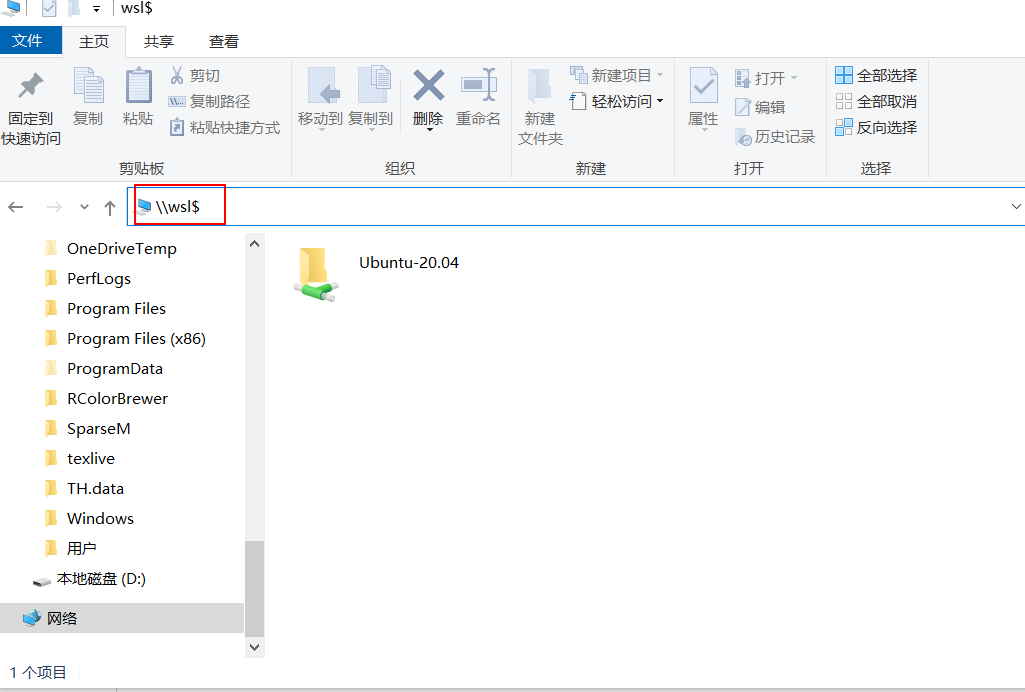 wsl$
文件 主页 共享 查看
固定到
快速访问
复制
粘贴
剪切
复制路径
粘贴快捷方式
剪贴板
移动到 复制到 删除 重命名
组织
新建
文件夹
新建项目
轻松访问
新建
属性
打开
编辑
历史记录
打开
全部选择
全部取消
反向选择
选择
\\wsl$
OneDriveTemp
PerfLogs
Program Files
Program Files (x86)
ProgramData
RColorBrewer
SparseM
texlive
TH.data
Windows
用户
本地磁盘 (D:)
网络
Ubuntu-20.04
1 个项目